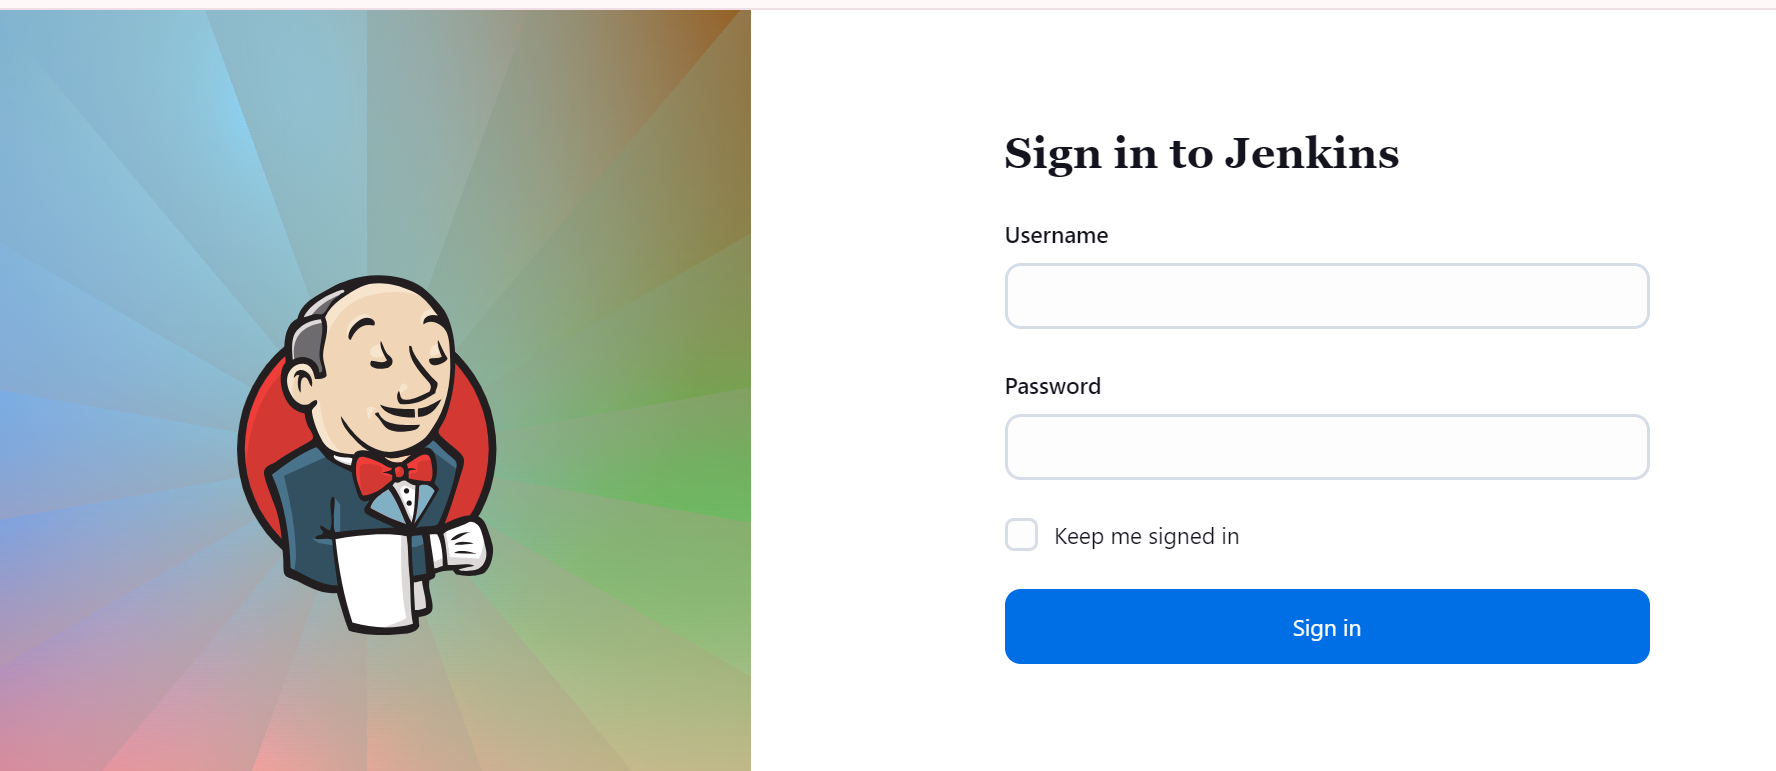 Sign in to Jenkins
Username
Password
Keep me signed in
Sign in